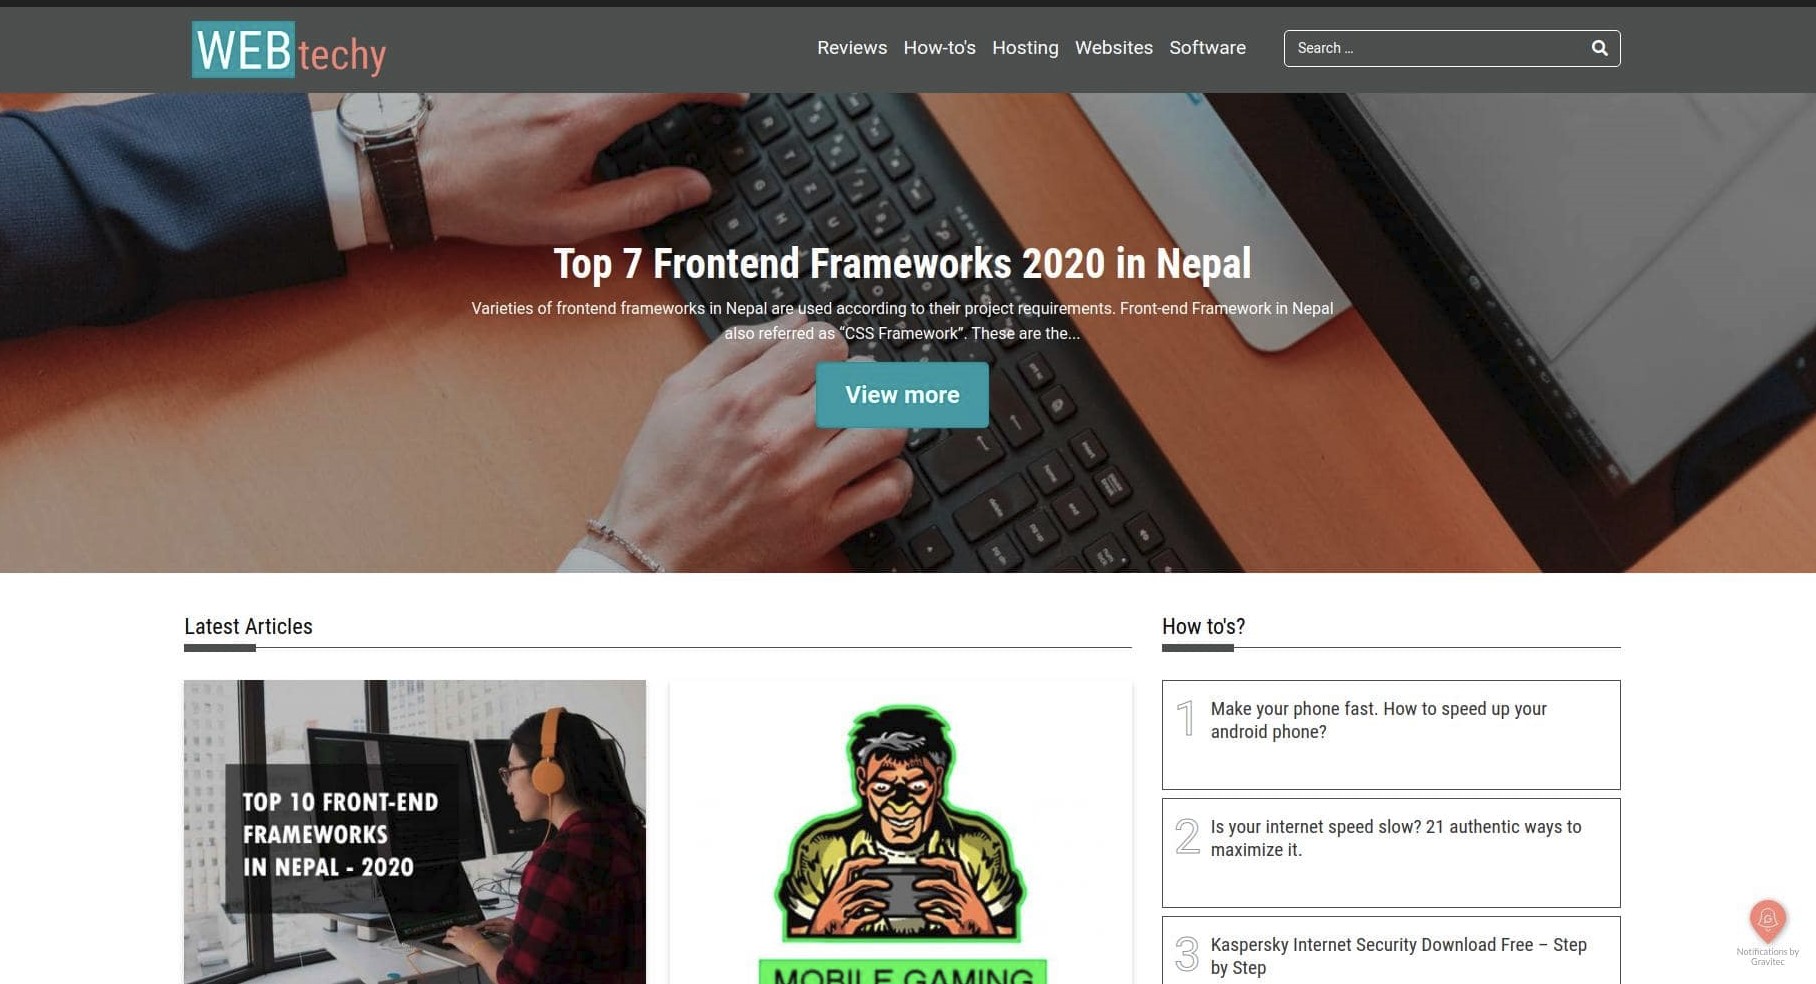 WEB techy
Reviews How-to's Hosting Websites Software
Search ...
Top 7 Frontend Frameworks 2020 in Nepal
Varieties of frontend frameworks in Nepal are used according to their project requirements. Front-end Framework in Nepal
also referred as “CSS Framework”. These are the...
View more
Latest Articles
TOP 10 FRONT-END
FRAMEWORKS
IN NEPAL - 2020
MOBILE GAMING
How to's?
1 Make your phone fast. How to speed up your
android phone?
2 Is your internet speed slow? 21 authentic ways to
maximize it.
3 Kaspersky Internet Security Download Free – Step
by Step
Notifications by
Gravitec